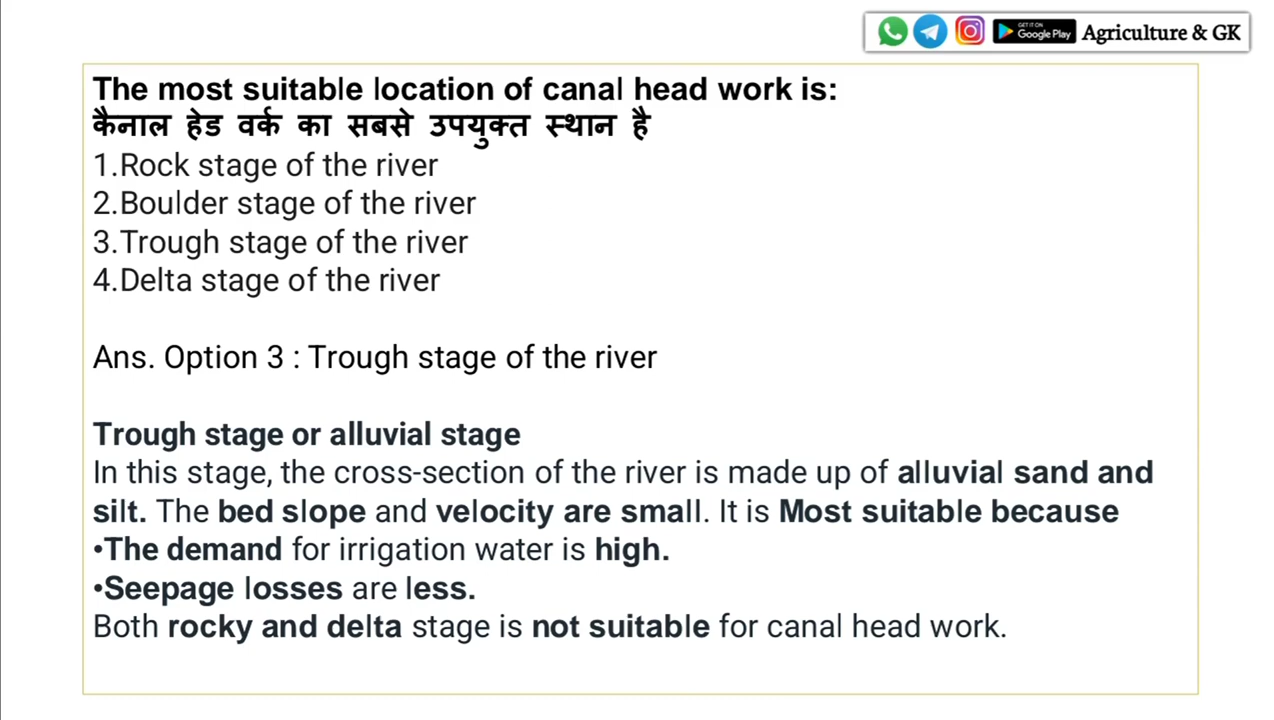 GET IT ON
Google Play
Agriculture & GK
The most suitable location of canal head work is:
कैनाल हेड वर्क का सबसे उपयुक्त स्थान है
1.Rock stage of the river
2.Boulder stage of the river
3.Trough stage of the river
4.Delta stage of the river
Ans. Option 3 : Trough stage of the river
Trough stage or alluvial stage
In this stage, the cross-section of the river is made up of alluvial sand and
silt. The bed slope and velocity are small. It is Most suitable because
•The demand for irrigation water is high.
•Seepage losses are less.
Both rocky and delta stage is not suitable for canal head work.